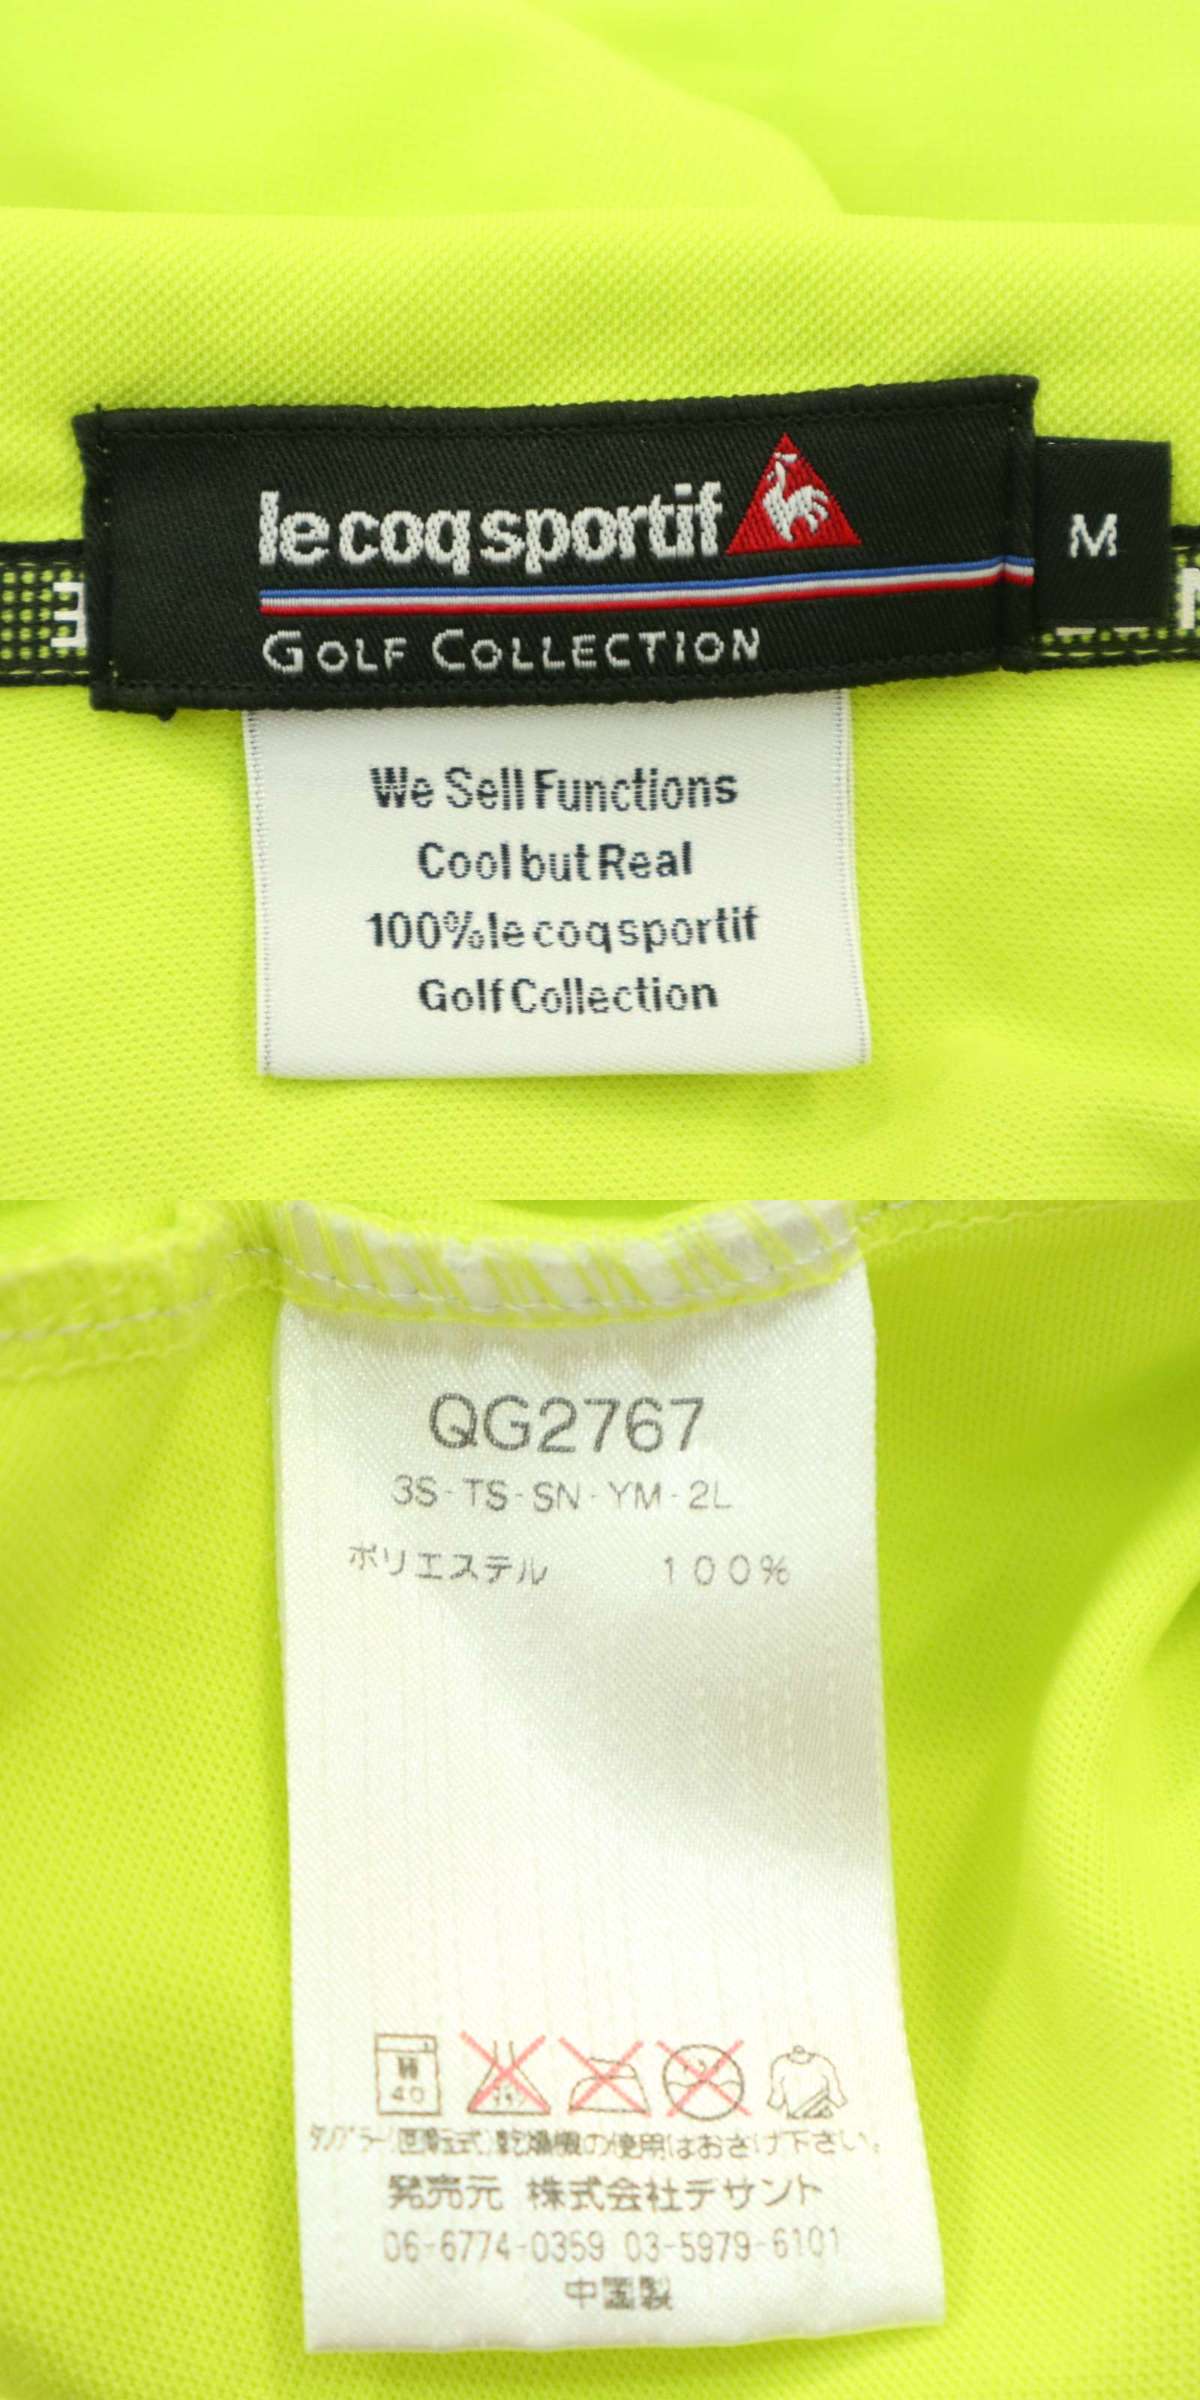 le coq sportif
M
GOLF COLLECTION
We Sell Functions
Cool but Real
100% le coq sportif
Golf Collection
QG2767
3S-TS-SN-YM-2L
ポリエステル 100%
40
タンブラー(回転式)乾燥機の使用はおさけ下さい。
発売元 株式会社デサント
06-6774-0359 03-5979-6101
中国製